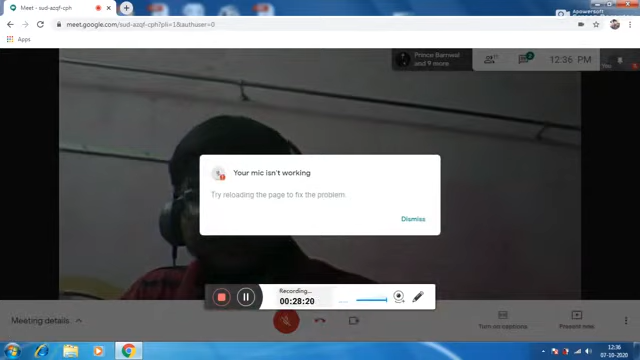 Meet - sud-azqf-cph
Apowersoft
meet.google.com/sud-azqf-cph?pli=1&authuser=0
Apps
Prince Barnwal
and 9 more
12:36 PM
You
Your mic isn't working
Try reloading the page to fix the problem.
Dismiss
Recording...
00:28:20
Meeting details
Turn on captions
Present now
12:36
07-10-2020